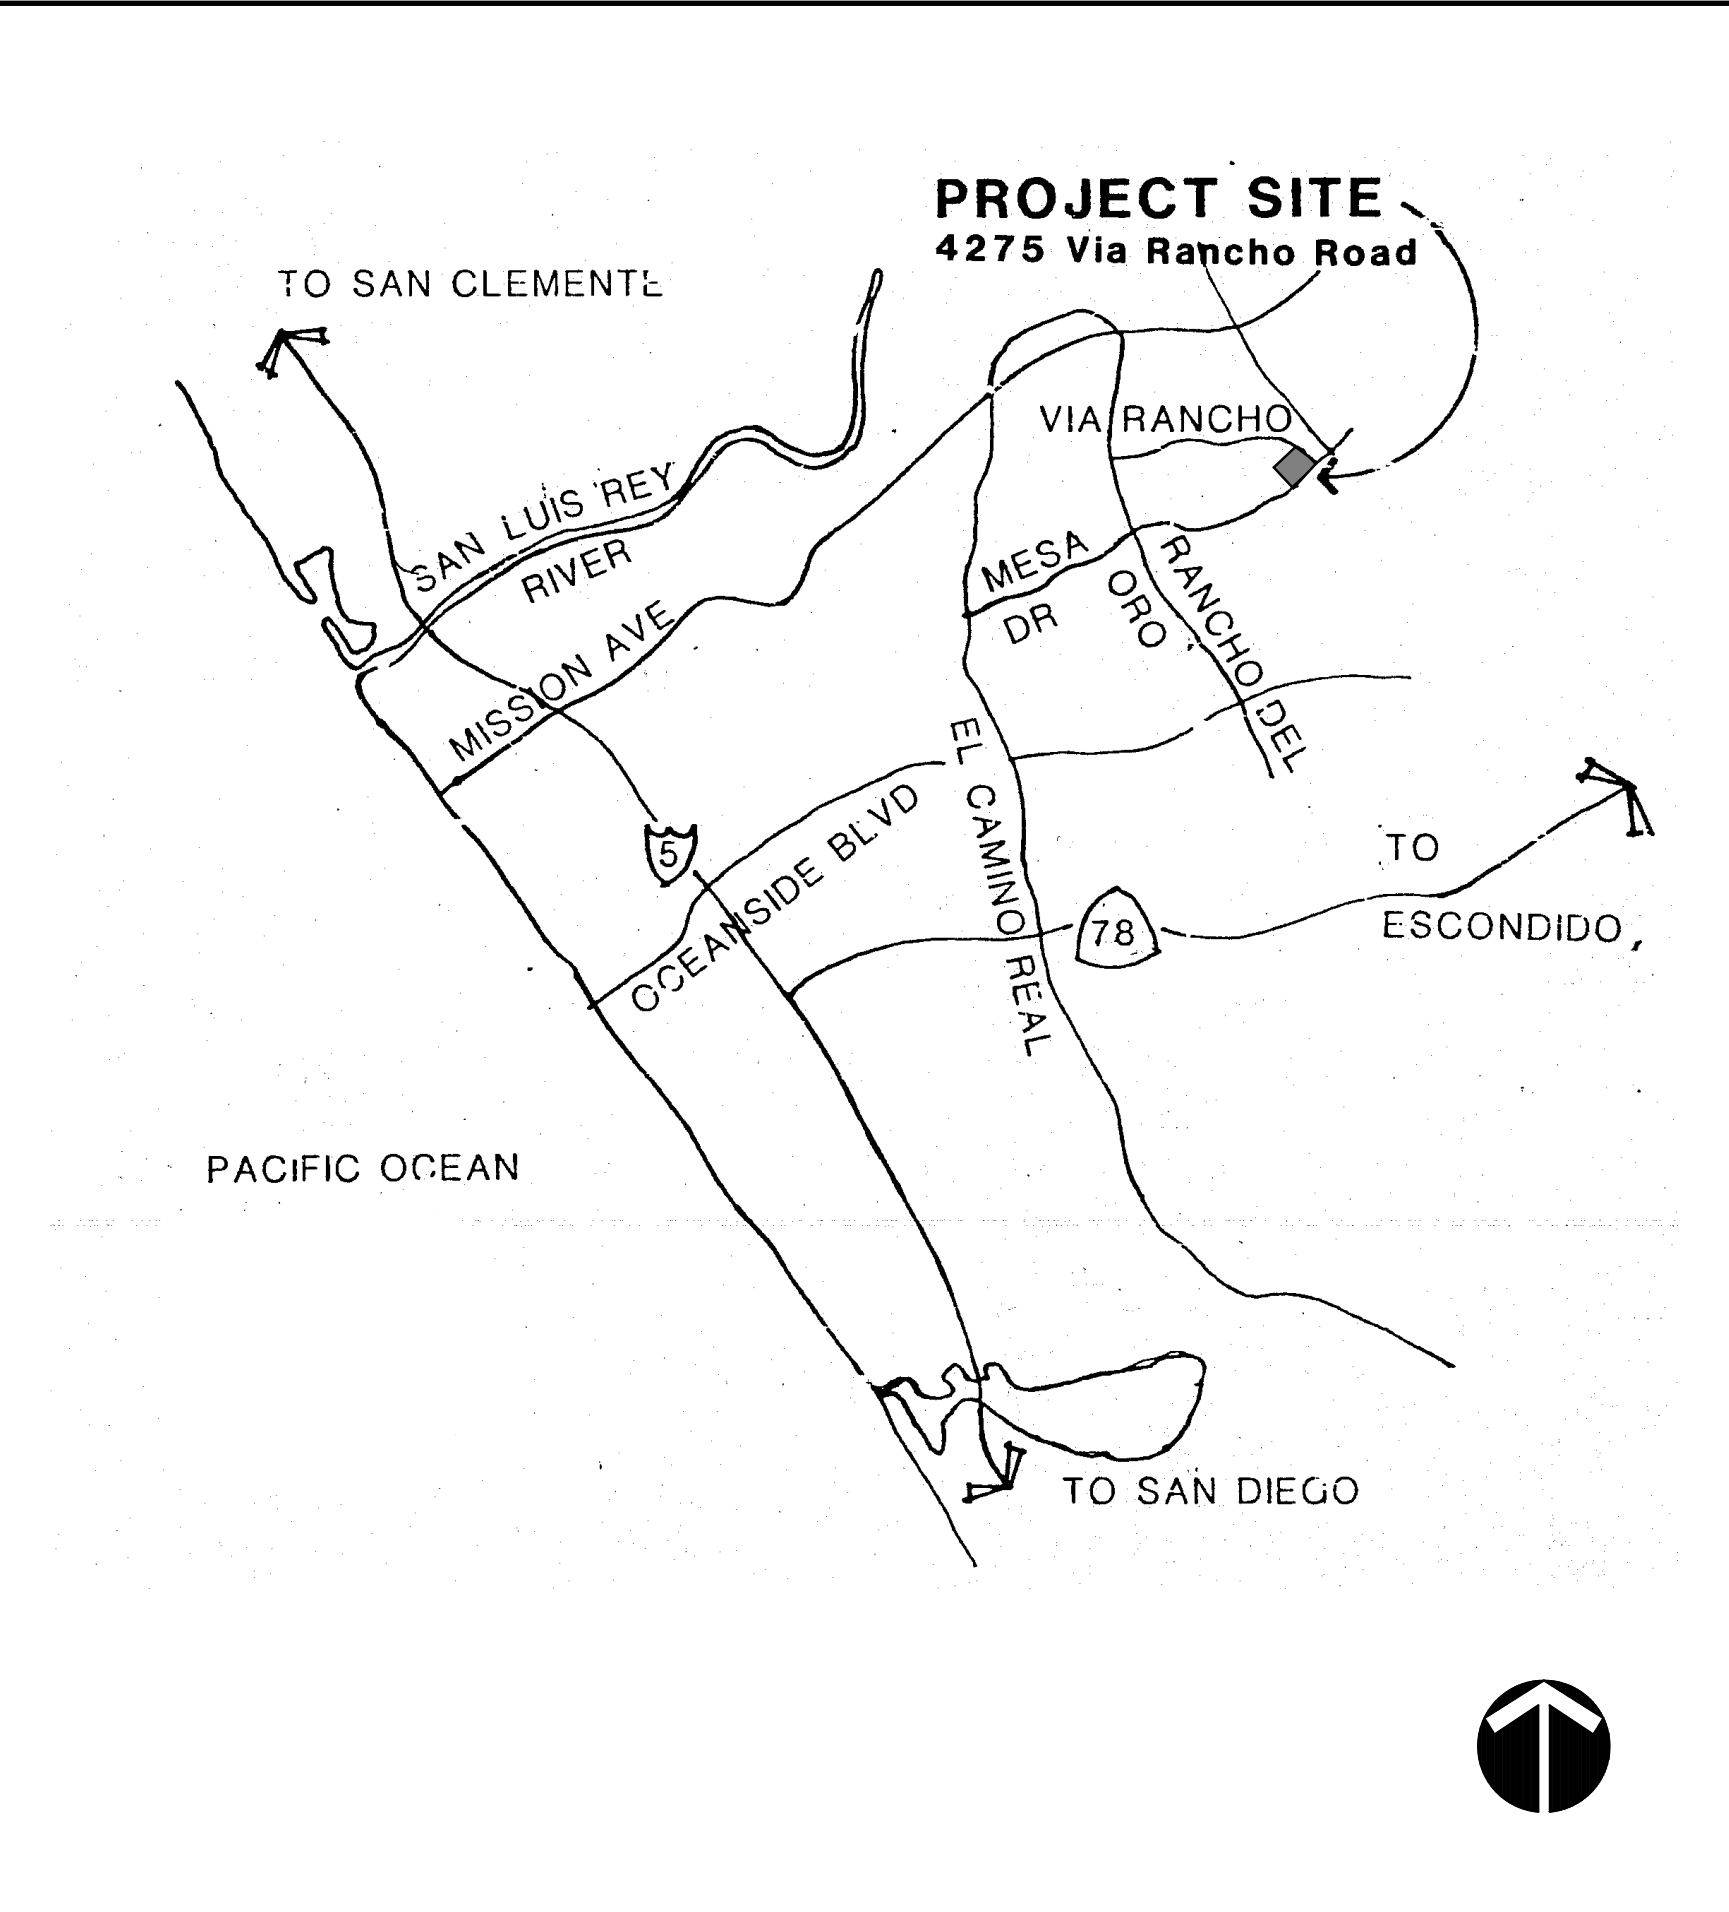 PROJECT SITE
4275 Via Rancho Road
TO SAN CLEMENTE
VIA RANCHO
SAN LUIS REY
RIVER
MESA
DR
RANCHO DEL
ORO
MISSION AVE
EL CAMINO REAL
5
OCEANSIDE BLVD
78
TO
ESCONDIDO
PACIFIC OCEAN
TO SAN DIEGO